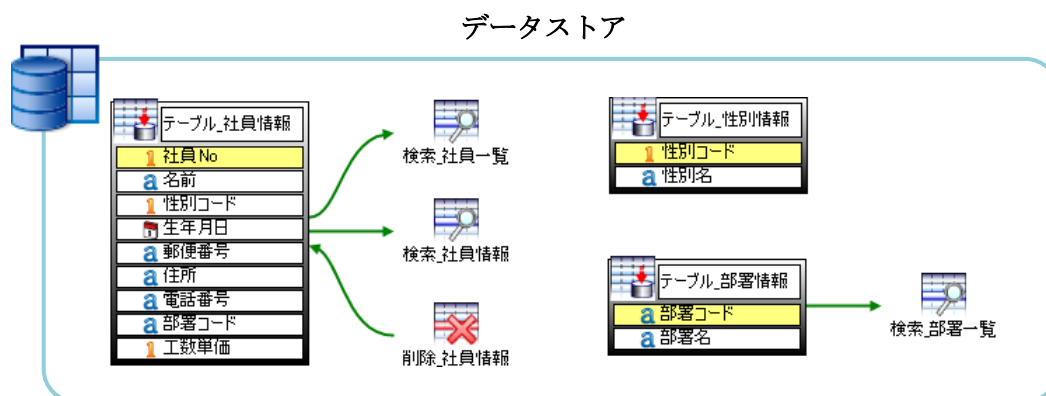 データストア
テーブル_社員情報
社員No
名前
性別コード
生年月日
郵便番号
住所
電話番号
部署コード
工数単価
検索_社員一覧
検索_社員情報
削除_社員情報
テーブル_性別情報
性別コード
性別名
テーブル_部署情報
部署コード
部署名
検索_部署一覧